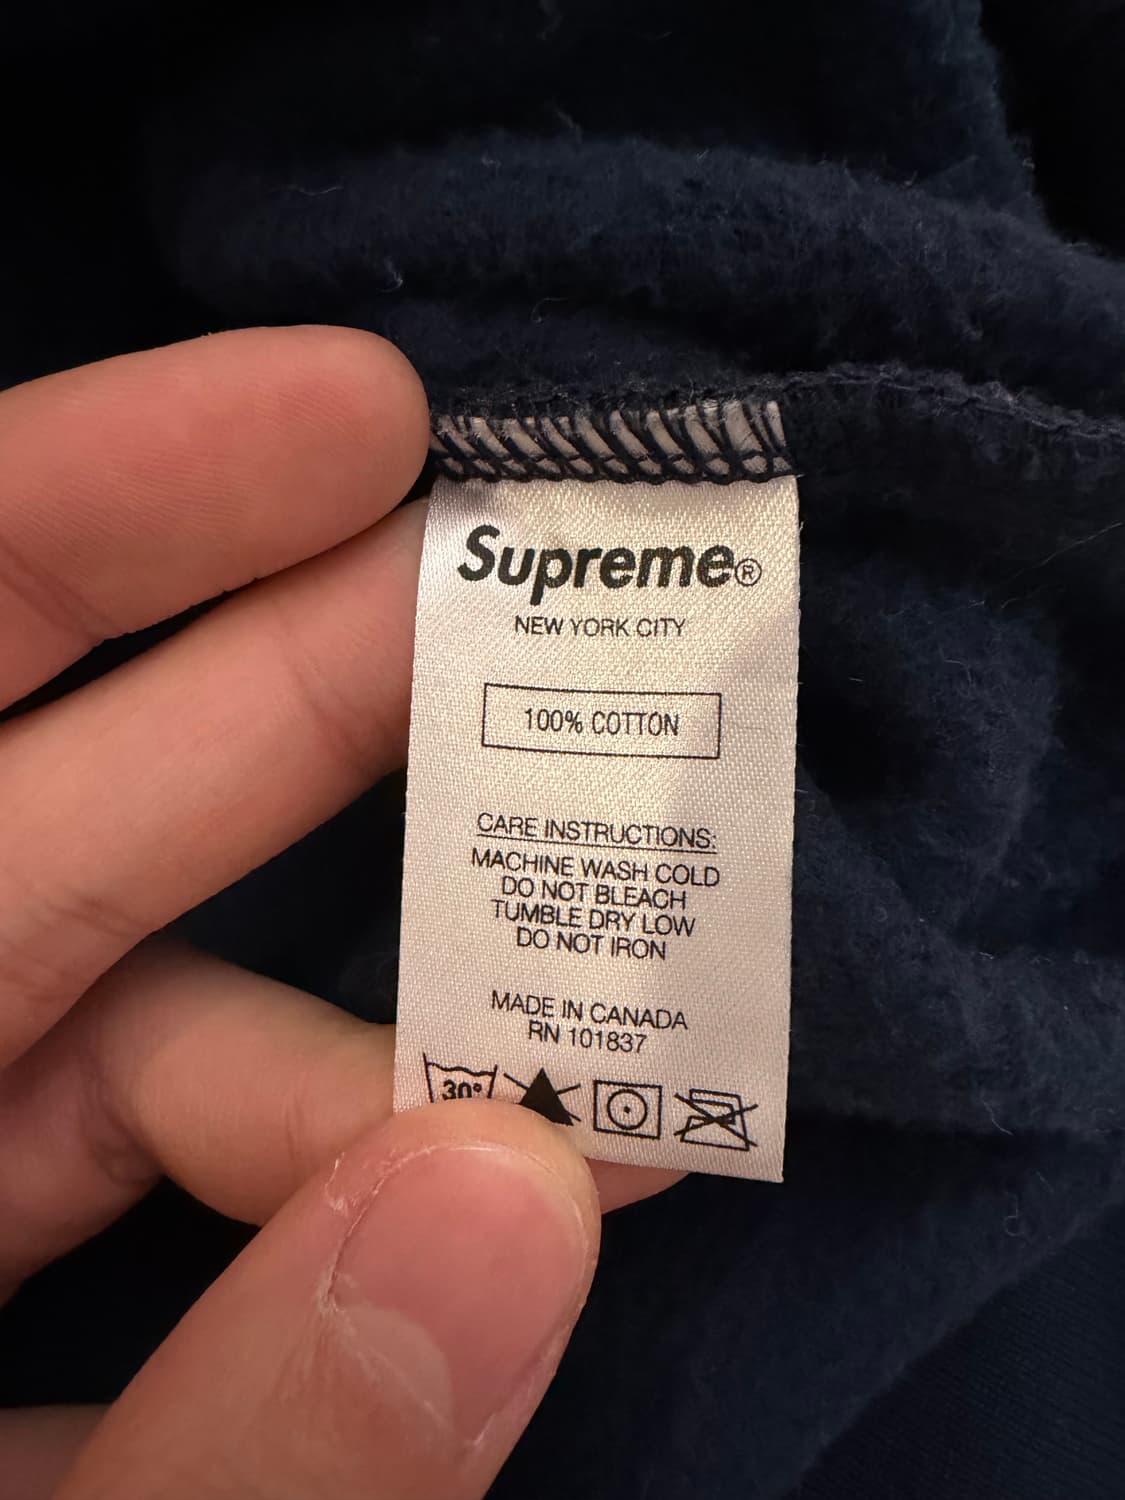 Supreme®
NEW YORK CITY
100% COTTON
CARE INSTRUCTIONS:
MACHINE WASH COLD
DO NOT BLEACH
TUMBLE DRY LOW
DO NOT IRON
MADE IN CANADA
RN 101837
30°